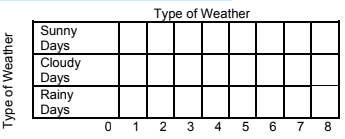 Type of Weather
Type of Weather
Sunny
Days
Cloudy
Days
Rainy
Days
0 1 2 3 4 5 6 7 8